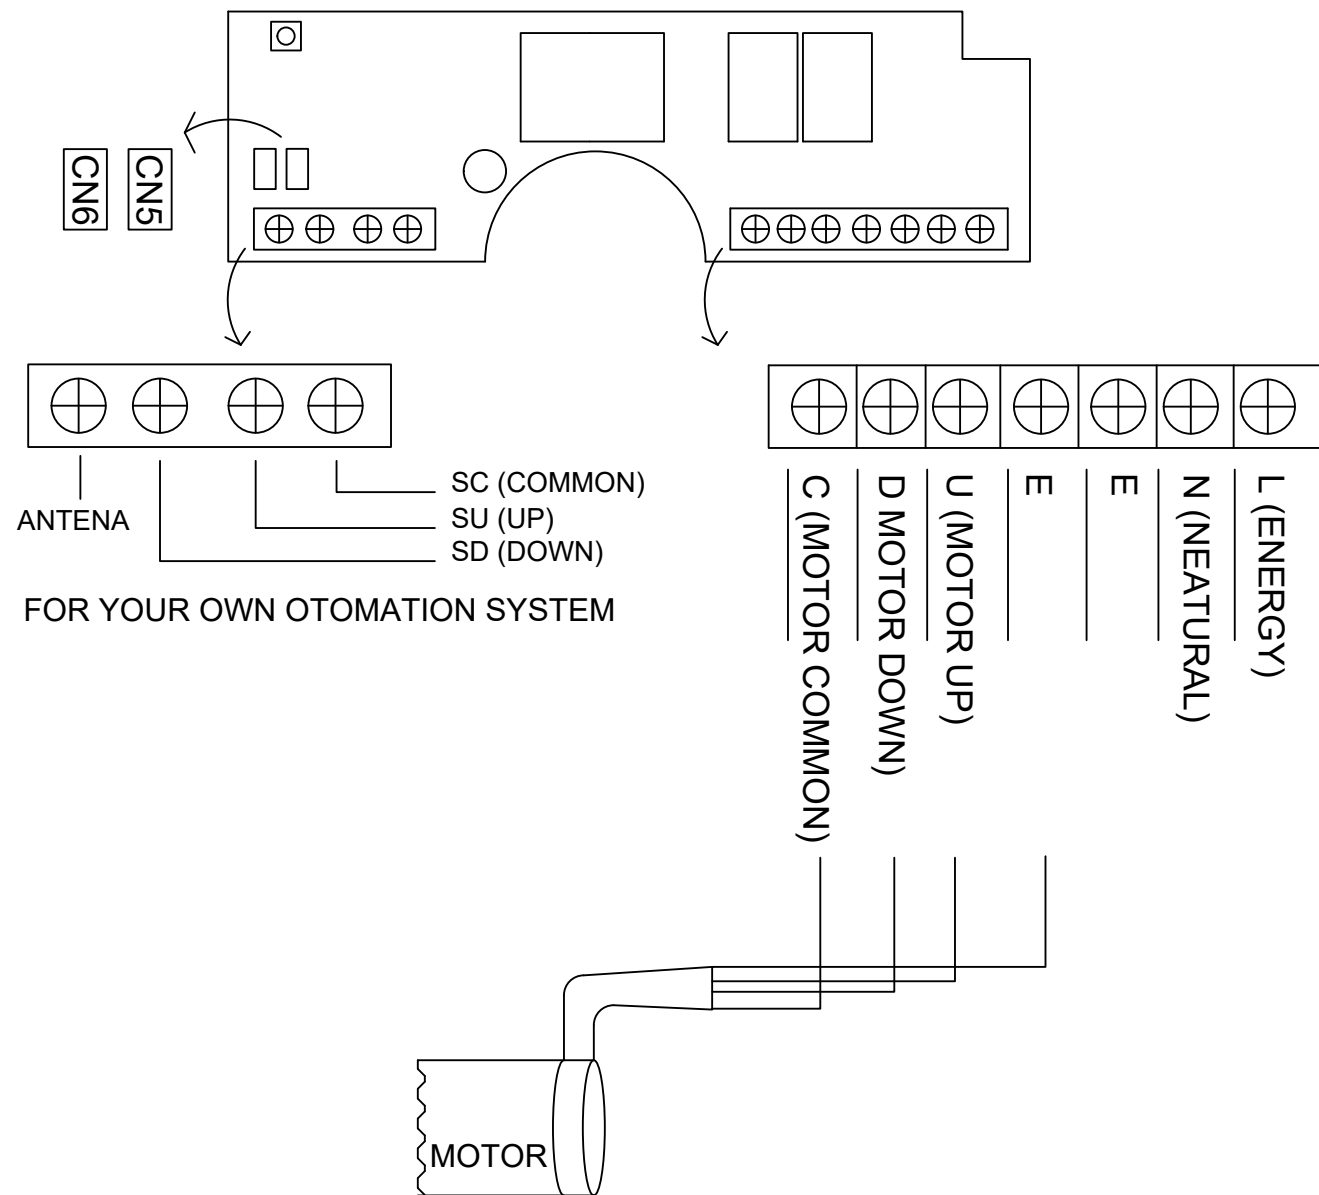 CN6
CN5
SC (COMMON)
SU (UP)
SD (DOWN)
ANTENA
FOR YOUR OWN OTOMATION SYSTEM
C (MOTOR COMMON)
D MOTOR DOWN)
U (MOTOR UP)
E
E
N (NEATURAL)
L (ENERGY)
MOTOR